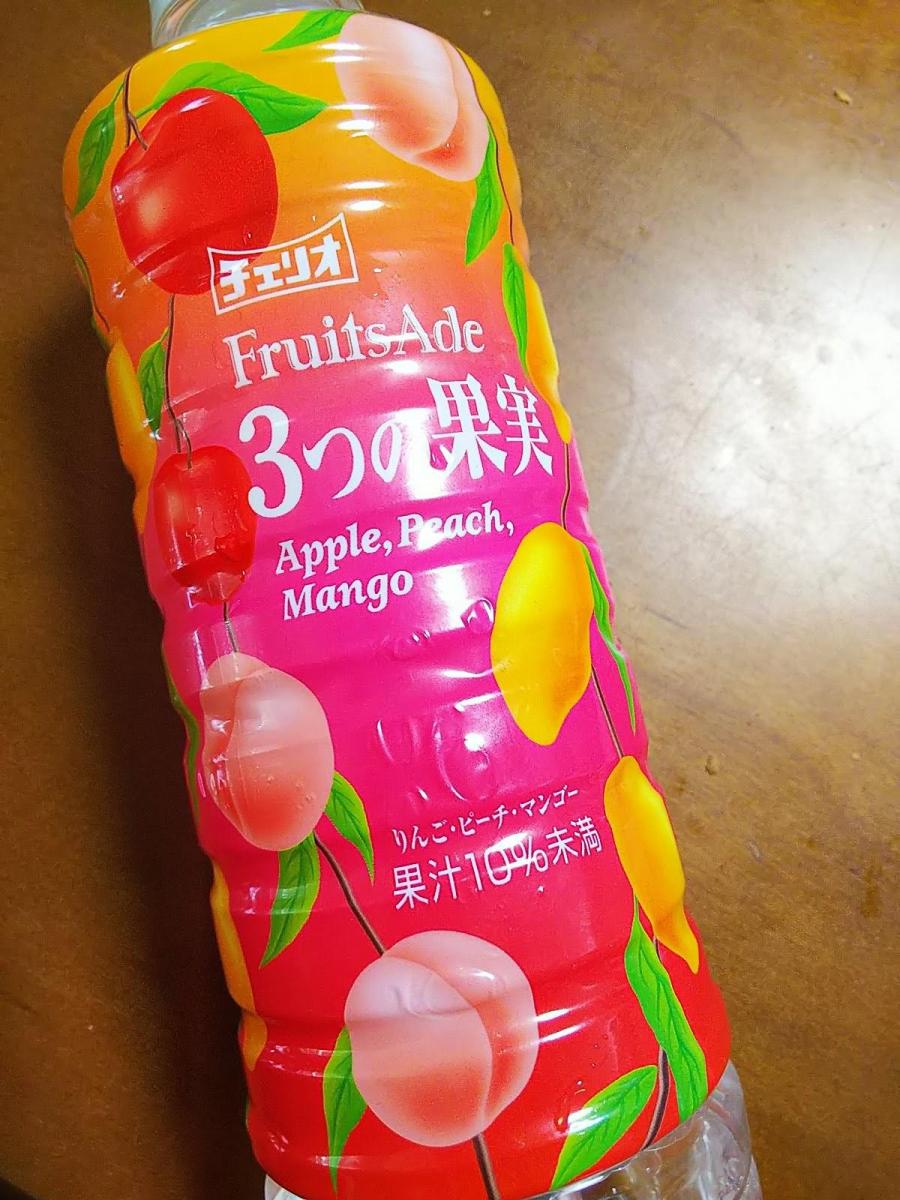 チェリオ
FruitsAde
3つの果実
Apple, Peach,
Mango
りんご・ピーチ・マンゴー
果汁10%未満